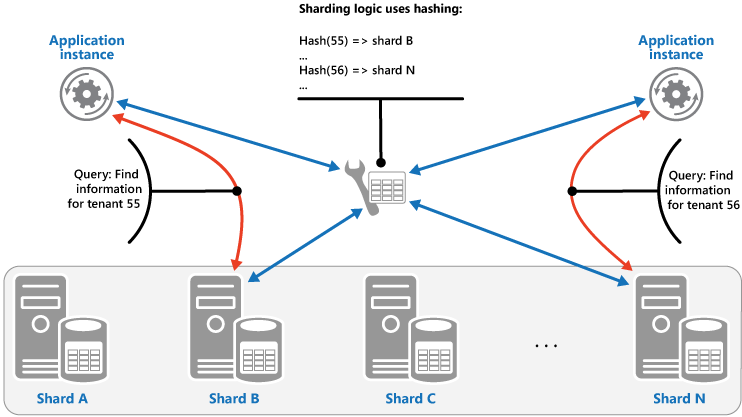 Sharding logic uses hashing:
Hash(55) => shard B
...
Hash(56) => shard N
...
Application
instance
Application
instance
Query: Find
information
for tenant 55
Query: Find
information
for tenant 56
...
Shard A
Shard B
Shard C
Shard N